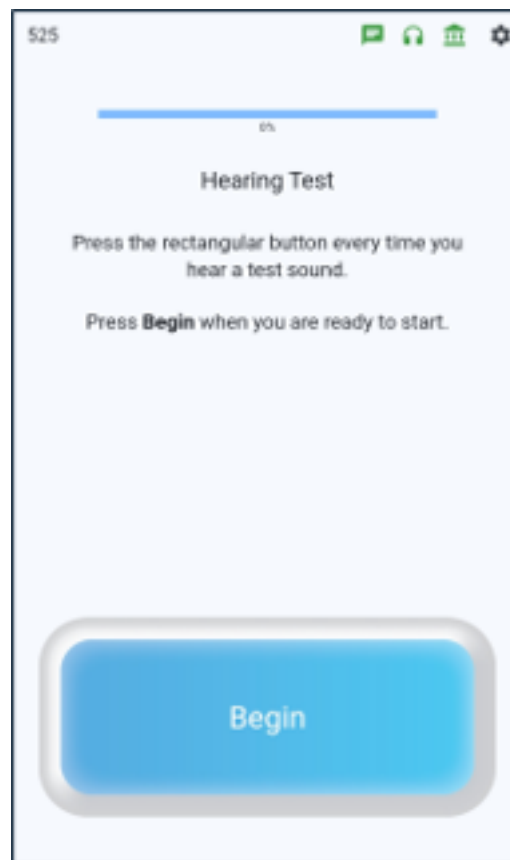 525
0%
Hearing Test
Press the rectangular button every time you
hear a test sound.
Press Begin when you are ready to start.
Begin